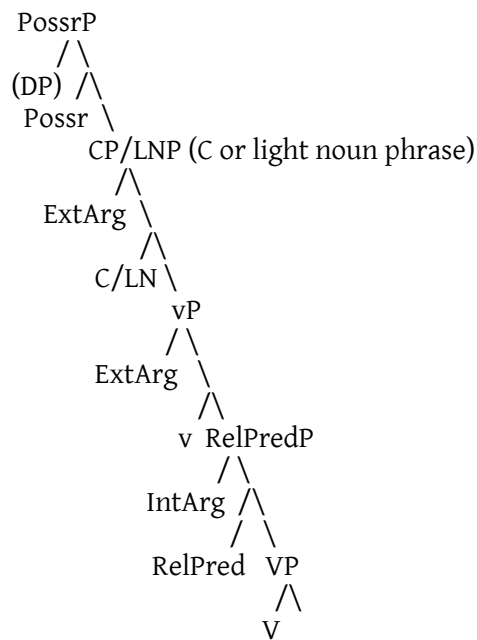 PossrP
(DP)
Possr
CP/LNP (C or light noun phrase)
ExtArg
C/LN
vP
ExtArg
v RelPredP
IntArg
RelPred VP
V